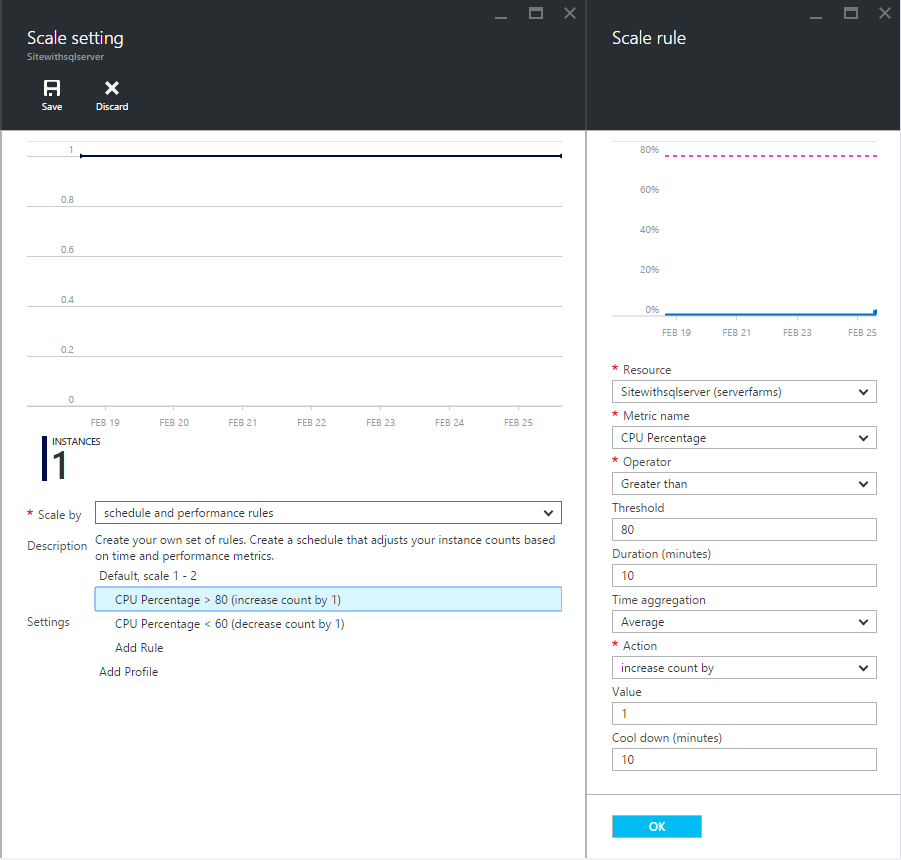 Scale setting
Sitewithsqlserver
Save
Discard
1
0.8
0.6
0.4
0.2
0
FEB 19
FEB 20
FEB 21
FEB 22
FEB 23
FEB 24
FEB 25
INSTANCES
1
* Scale by
schedule and performance rules
Description
Create your own set of rules. Create a schedule that adjusts your instance counts based
on time and performance metrics.
Settings
Default, scale 1 - 2
CPU Percentage > 80 (increase count by 1)
CPU Percentage < 60 (decrease count by 1)
Add Rule
Add Profile
Scale rule
80%
60%
40%
20%
0%
FEB 19
FEB 21
FEB 23
FEB 25
* Resource
Sitewithsqlserver (serverfarms)
* Metric name
CPU Percentage
* Operator
Greater than
Threshold
80
Duration (minutes)
10
Time aggregation
Average
* Action
increase count by
Value
1
Cool down (minutes)
10
OK